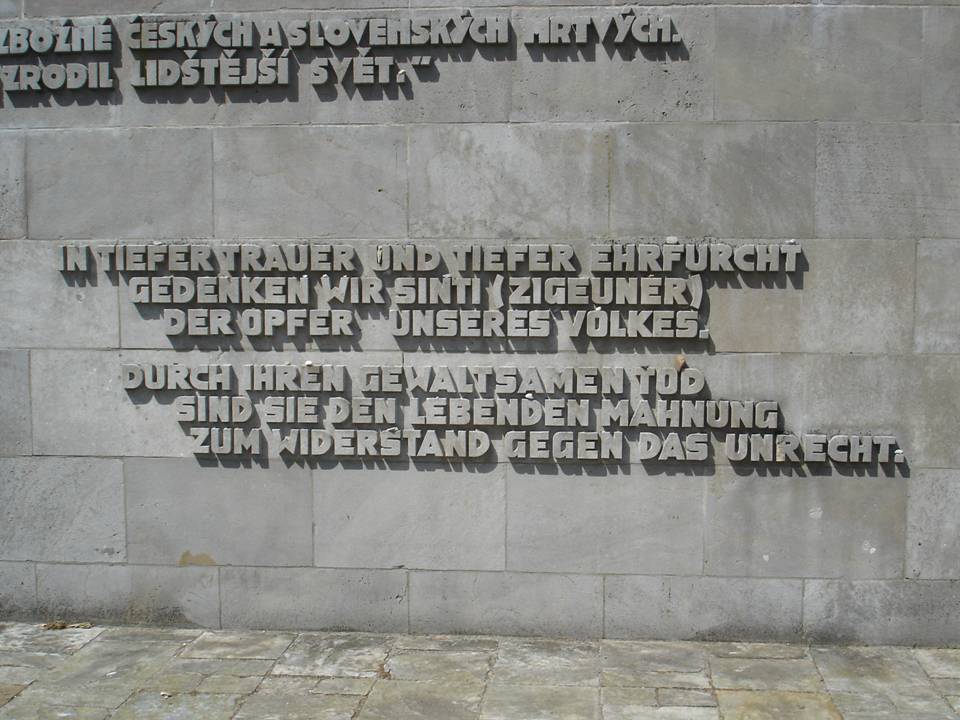 ZBOŽNĚ ČESKÝCH A SLOVENSKÝCH MRTVÝCH.
ZRODIL LIDŠTĚJŠÍ SVĚT.“
IN TIEFER TRAUER UND TIEFER EHRFURCHT
GEDENKEN WIR SINTI (ZIGEUNER)
DER OPFER UNSERES VOLKES.
DURCH IHREN GEWALTSAMEN TOD
SIND SIE DEN LEBENDEN MAHNUNG
ZUM WIDERSTAND GEGEN DAS UNRECHT.